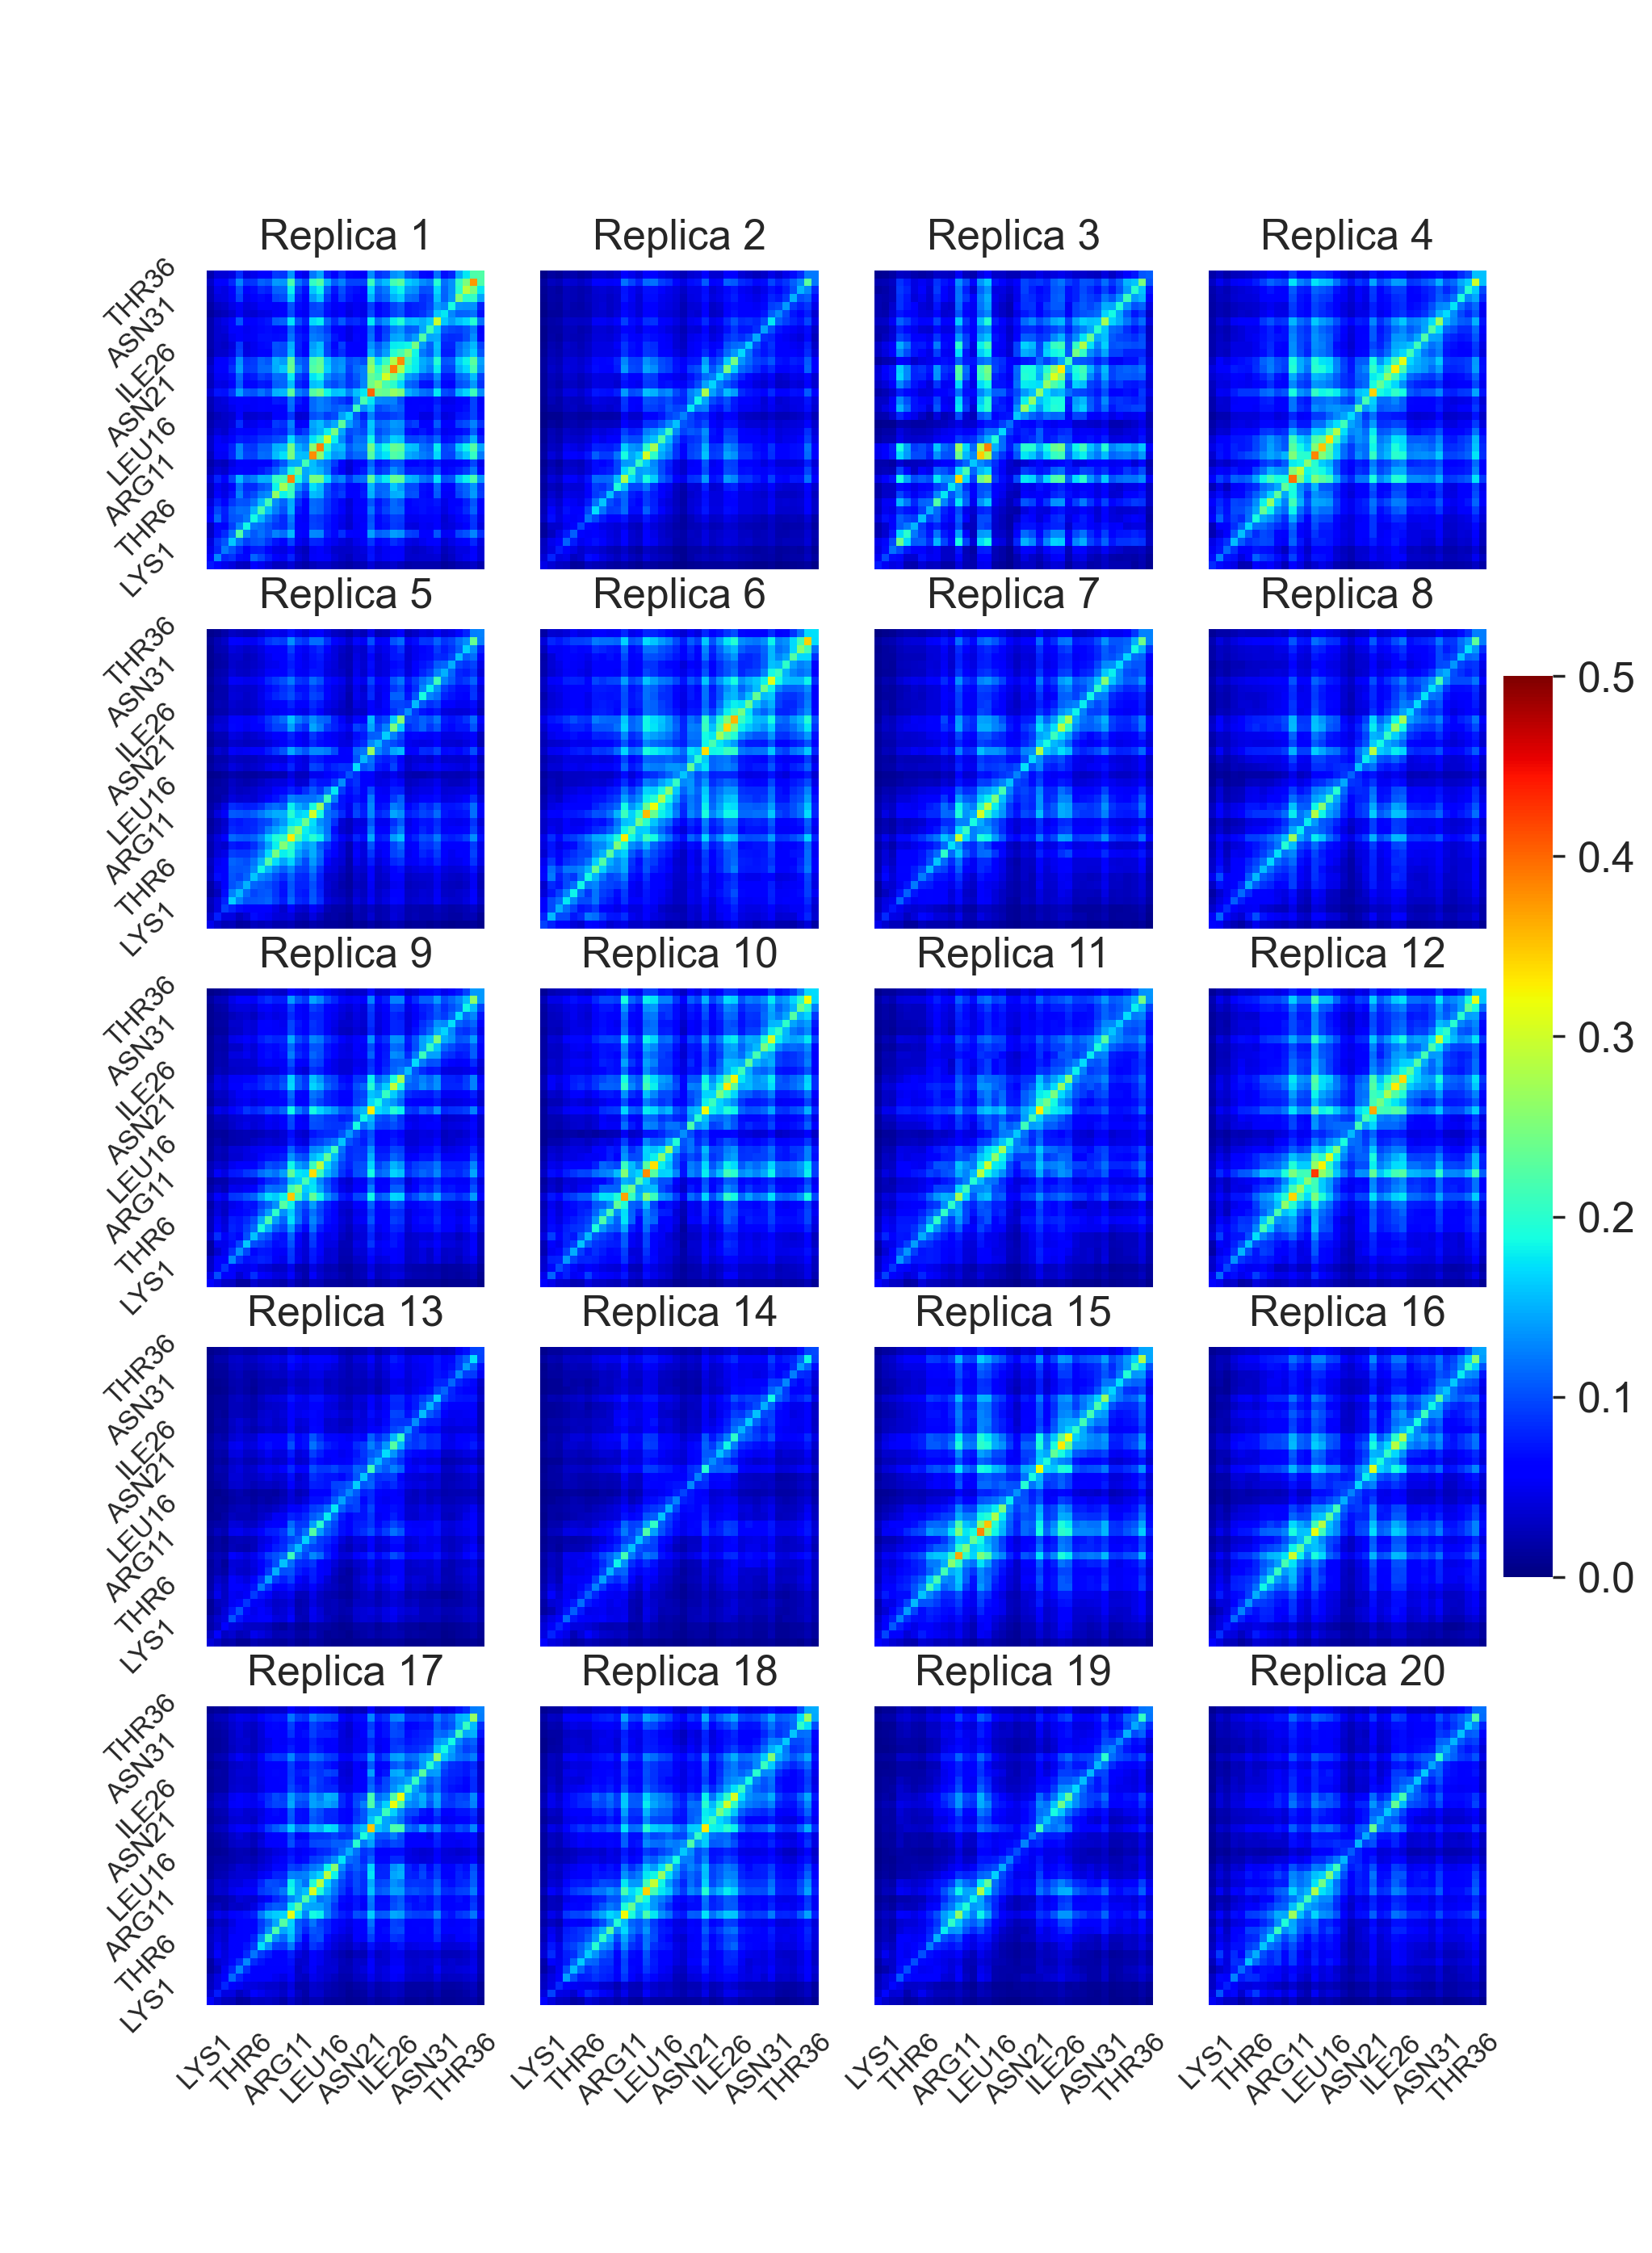 Replica 1 Replica 2 Replica 3 Replica 4
THR36
ASN31
ILE26
ASN21
LEU16
ARG11
THR6
LYS1
Replica 5 Replica 6 Replica 7 Replica 8
THR36
ASN31
ILE26
ASN21
LEU16
ARG11
THR6
LYS1
Replica 9 Replica 10 Replica 11 Replica 12
THR36
ASN31
ILE26
ASN21
LEU16
ARG11
THR6
LYS1
Replica 13 Replica 14 Replica 15 Replica 16
THR36
ASN31
ILE26
ASN21
LEU16
ARG11
THR6
LYS1
Replica 17 Replica 18 Replica 19 Replica 20
THR36
ASN31
ILE26
ASN21
LEU16
ARG11
THR6
LYS1
LYS1 THR6 ARG11 LEU16 ASN21 ILE26 ASN31 THR36 LYS1 THR6 ARG11 LEU16 ASN21 ILE26 ASN31 THR36 LYS1 THR6 ARG11 LEU16 ASN21 ILE26 ASN31 THR36 LYS1 THR6 ARG11 LEU16 ASN21 ILE26 ASN31 THR36
0.5
0.4
0.3
0.2
0.1
0.0